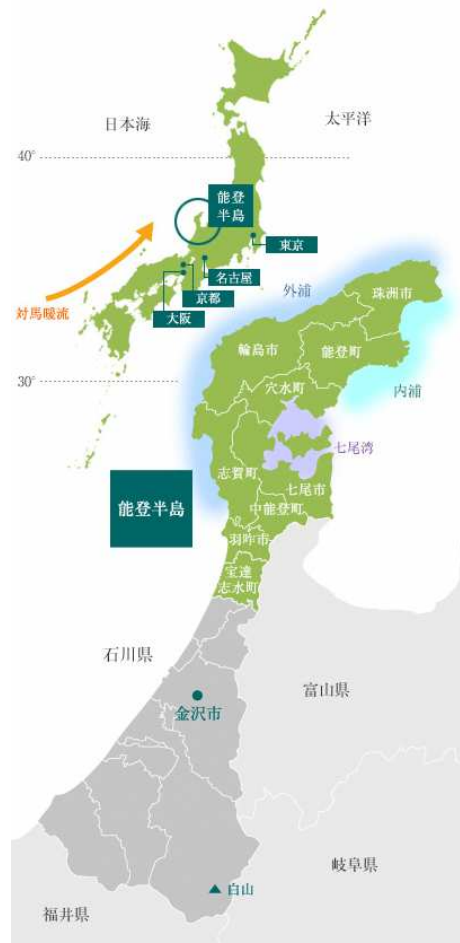 日本海
太平洋
40°
能登
半島
東京
名古屋
京都
大阪
対馬暖流
30°
外浦
珠洲市
輪島市
能登町
穴水町
内浦
七尾湾
志賀町
七尾市
中能登町
能登半島
羽咋市
宝達
志水町
石川県
富山県
金沢市
岐阜県
白山
福井県